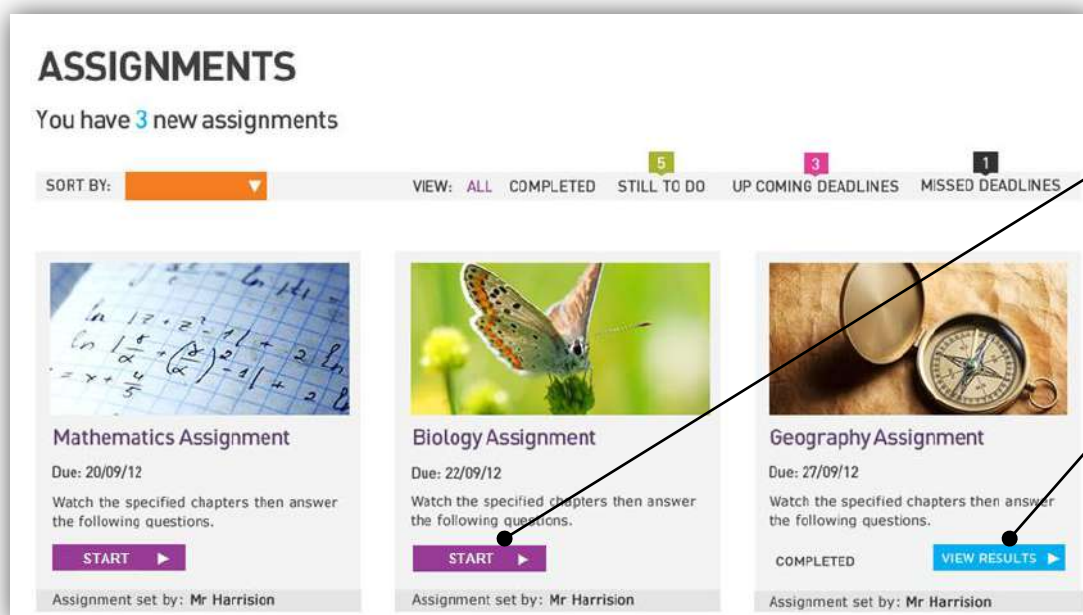 ASSIGNMENTS
You have 3 new assignments
5
3
1
SORT BY:
VIEW: ALL COMPLETED STILL TO DO UP COMING DEADLINES MISSED DEADLINES
Mathematics Assignment
Due: 20/09/12
Watch the specified chapters then answer
the following questions.
START
Assignment set by: Mr Harrision
Biology Assignment
Due: 22/09/12
Watch the specified chapters then answer
the following questions.
START
Assignment set by: Mr Harrision
Geography Assignment
Due: 27/09/12
Watch the specified chapters then answer
the following questions.
COMPLETED VIEW RESULTS
Assignment set by: Mr Harrision